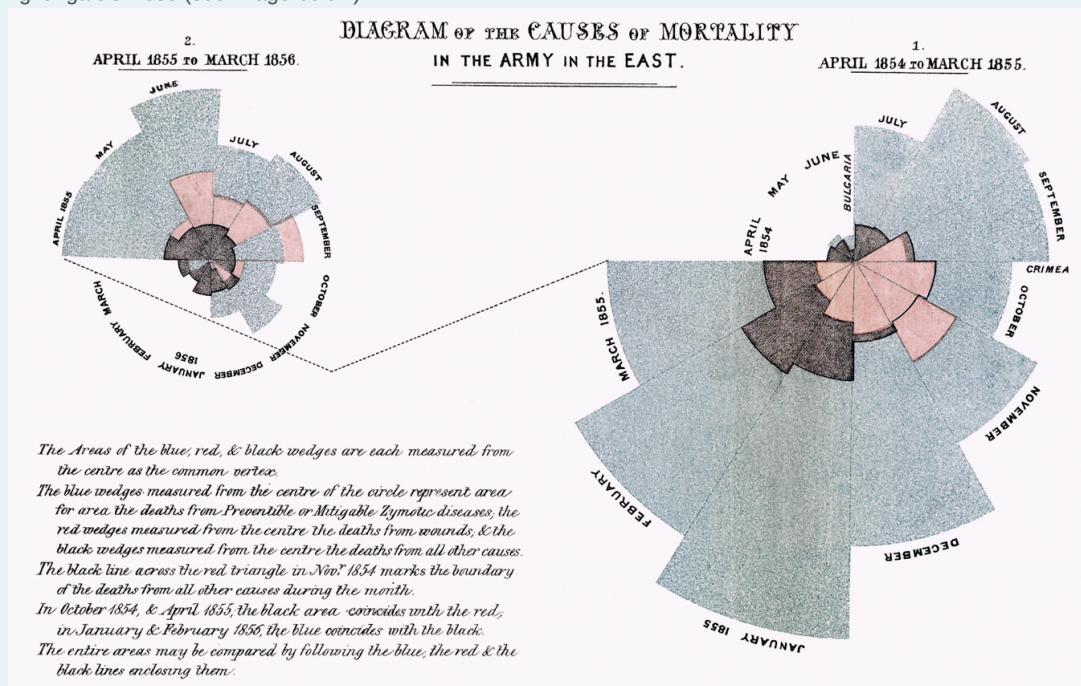 DIAGRAM OF THE CAUSES OF MORTALITY
IN THE ARMY IN THE EAST.
2.
APRIL 1855 TO MARCH 1856.
1.
APRIL 1854 TO MARCH 1855.
JUNE
JULY
AUGUST
MAY
SEPTEMBER
APRIL 1855
OCTOBER
NOVEMBER
DECEMBER
JANUARY
1856
FEBRUARY
MARCH
JULY
AUGUST
JUNE
BULGARIA
MAY
SEPTEMBER
APRIL
1854
CRIMEA
OCTOBER
NOVEMBER
DECEMBER
JANUARY 1855
FEBRUARY
MARCH 1855.
The Areas of the blue, red, & black wedges are each measured from
the centre as the common vertex.
The blue wedges measured from the centre of the circle represent area
for area the deaths from Preventible or Mitigable Zymotic diseases; the
red wedges measured from the centre the deaths from wounds; & the
black wedges measured from the centre the deaths from all other causes.
The black line across the red triangle in Novr. 1854 marks the boundary
of the deaths from all other causes during the month.
In October 1854, & April 1855, the black area coincides with the red;
in January & February 1856, the blue coincides with the black.
The entire areas may be compared by following the blue, the red & the
black lines enclosing them.